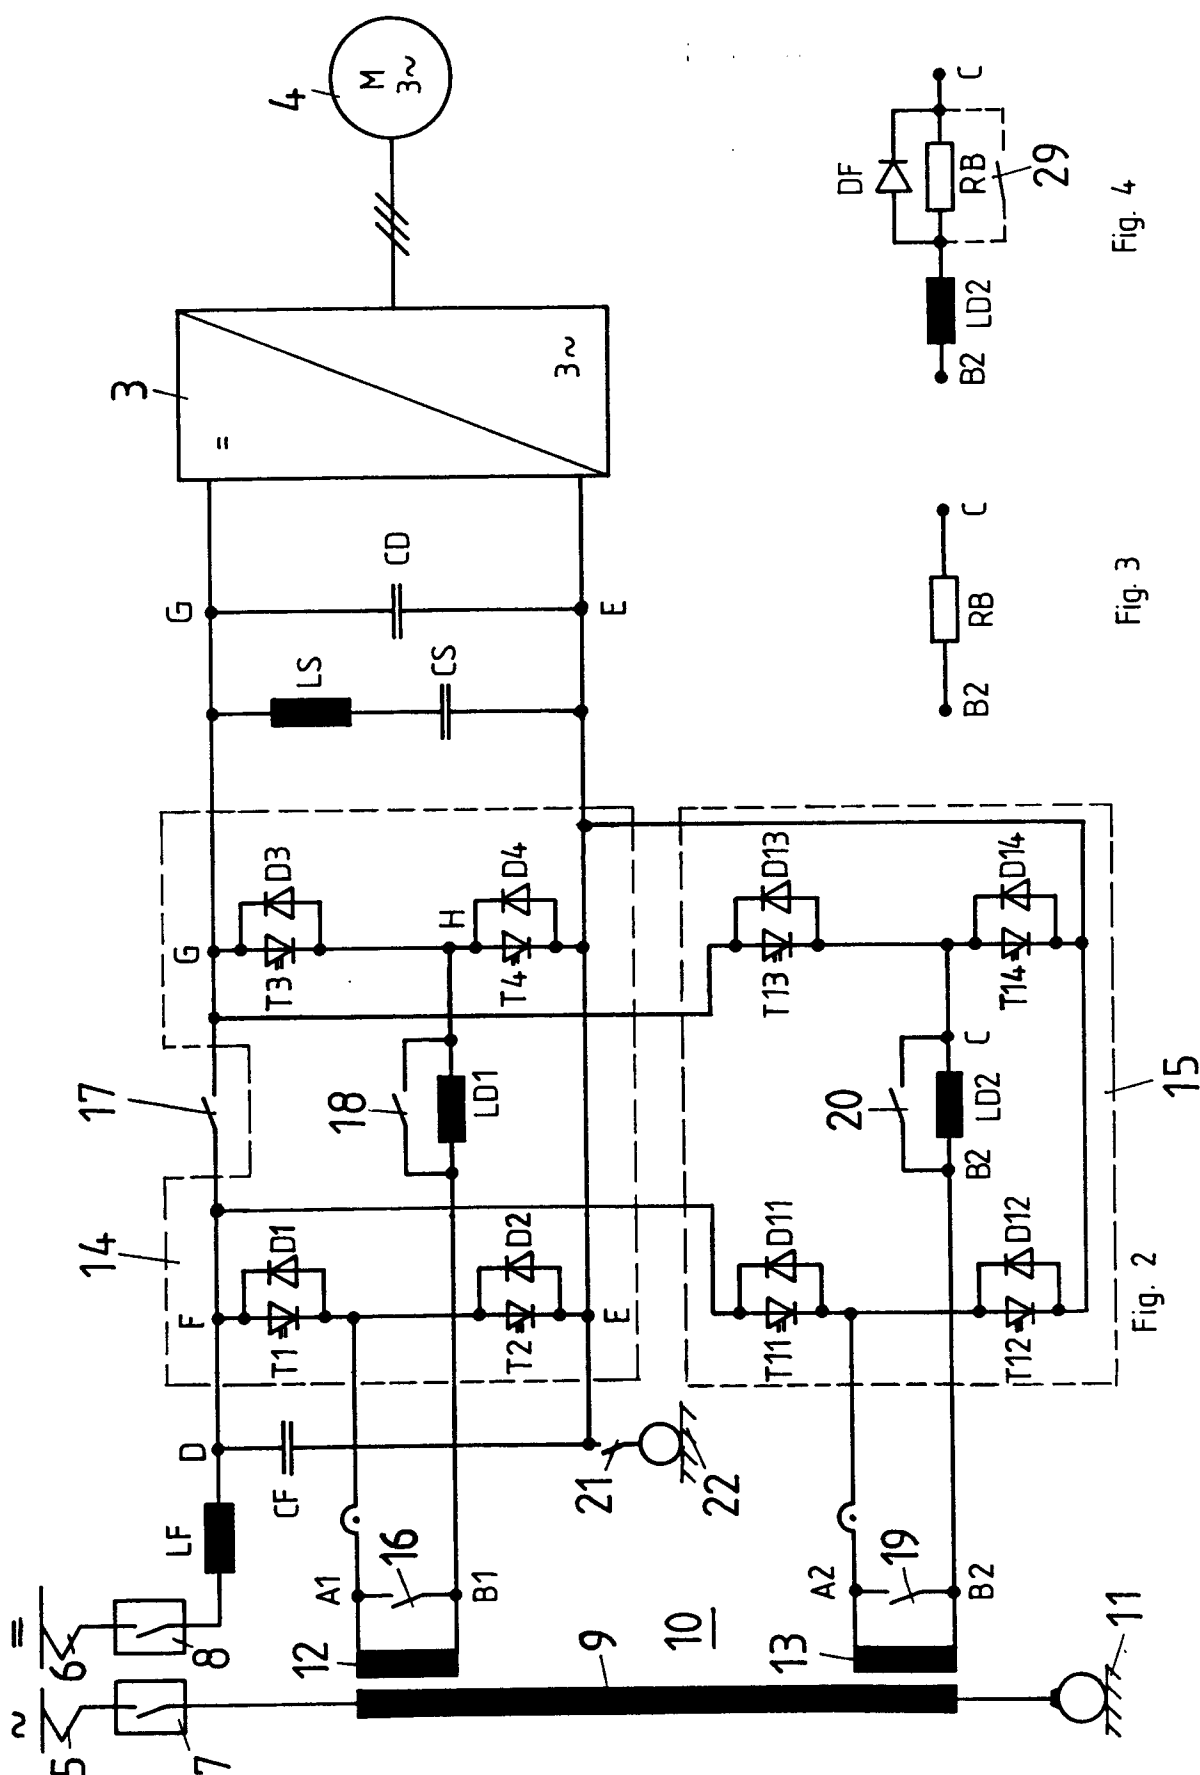 ~
=
5
6
7
8
LF
D
CF
A1
B1
16
12
9
10
13
A2
B2
19
11
21
22
14
F
T1
D1
T2
D2
E
17
18
LD1
G
T3
D3
H
T4
D4
T11
D11
T12
D12
20
B2
LD2
C
T13
D13
T14
D14
15
Fig. 2
LS
CS
G
CD
E
3
=
3~
4
M
3~
B2
RB
C
Fig. 3
B2
LD2
DF
RB
C
29
Fig. 4